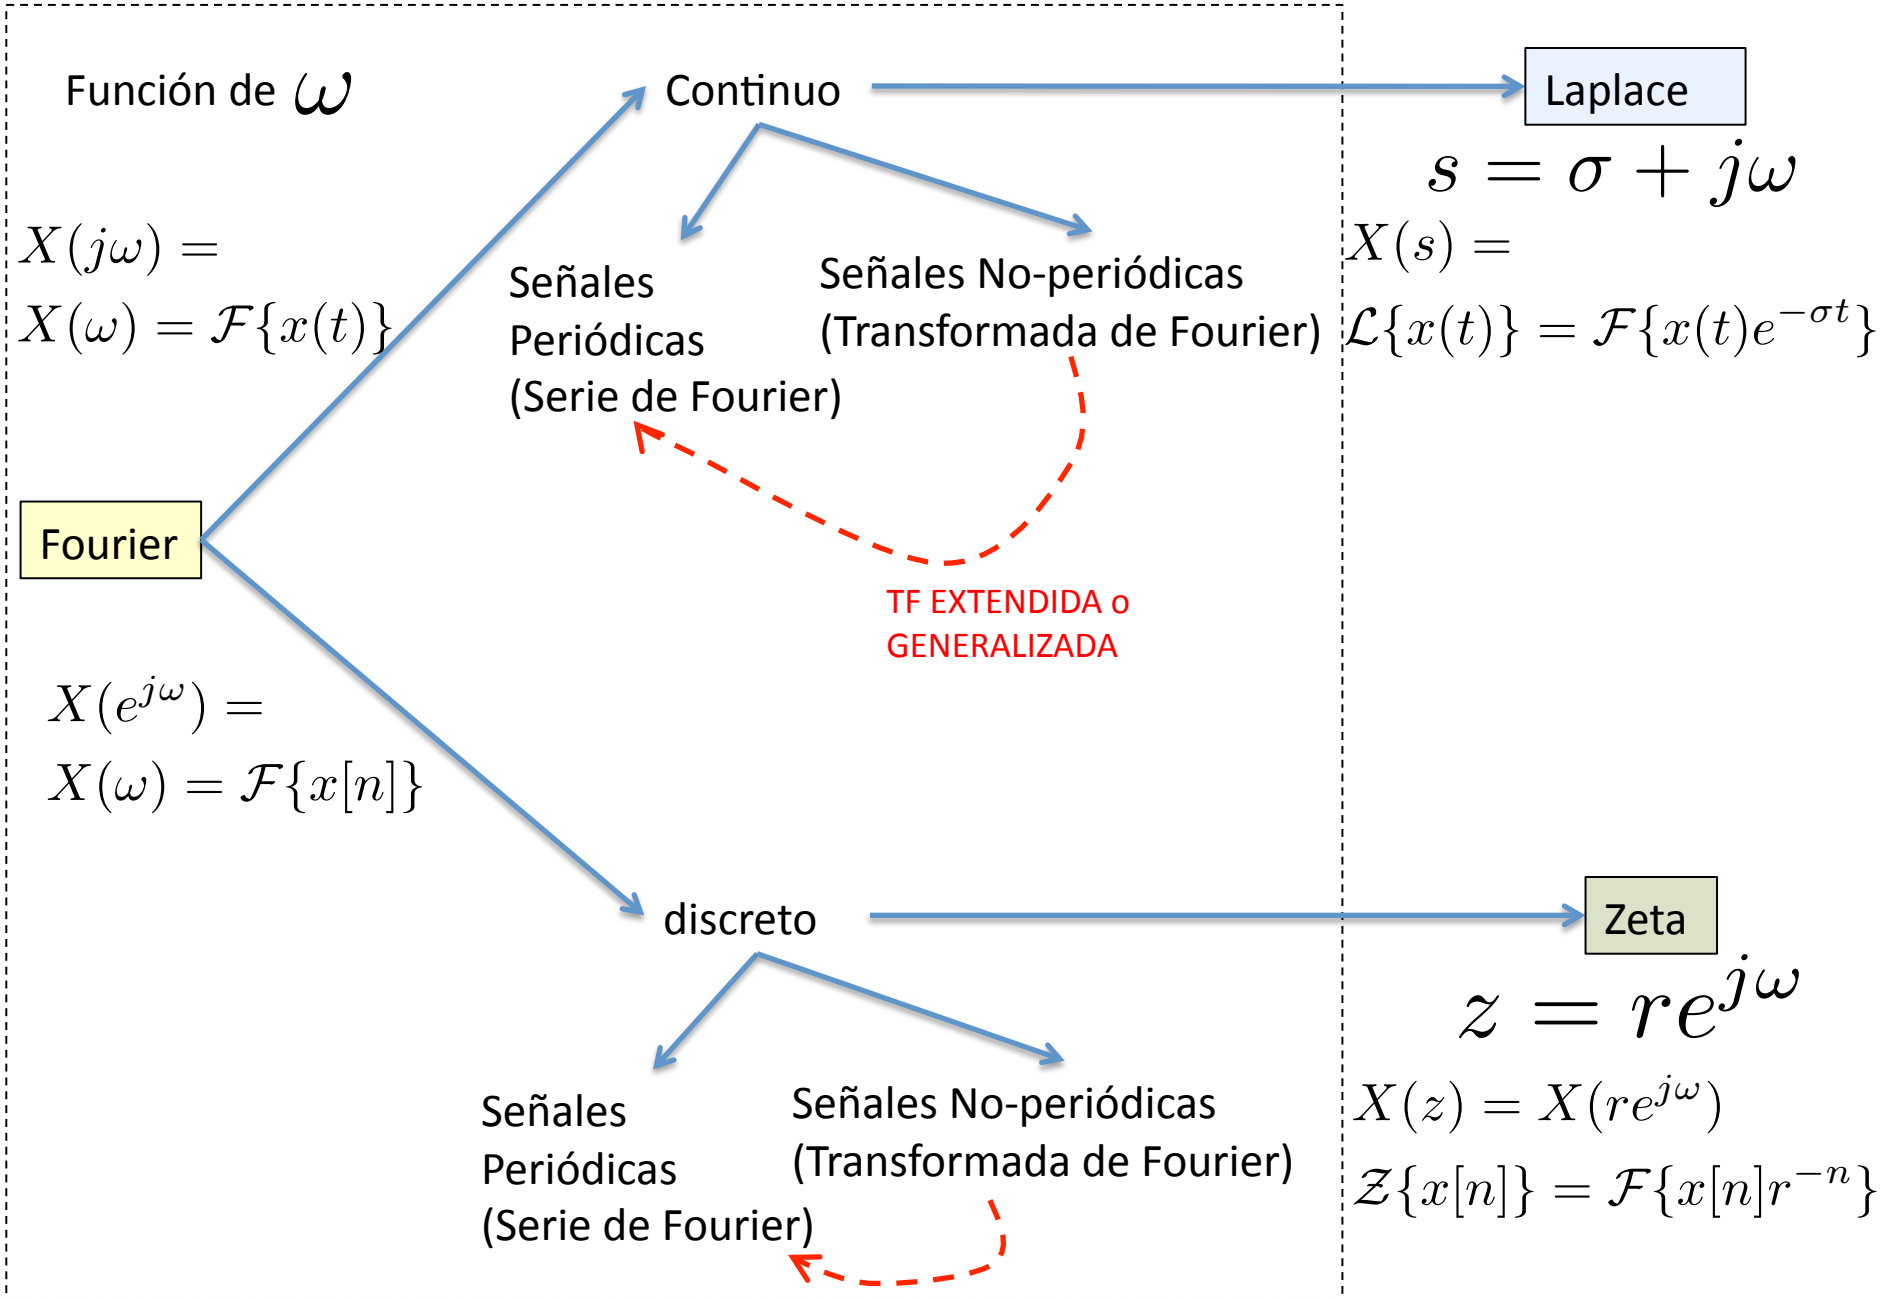 Función de ω
Continuo
Laplace
s = σ + jω
X(jω) =
X(ω) = ℱ{x(t)}
Señales
Periódicas
(Serie de Fourier)
Señales No-periódicas
(Transformada de Fourier)
X(s) =
ℒ{x(t)} = ℱ{x(t)e^{−σt}}
Fourier
TF EXTENDIDA o
GENERALIZADA
X(e^{jω}) =
X(ω) = ℱ{x[n]}
discreto
Zeta
z = re^{jω}
Señales
Periódicas
(Serie de Fourier)
Señales No-periódicas
(Transformada de Fourier)
X(z) = X(re^{jω})
𝒵{x[n]} = ℱ{x[n]r^{−n}}